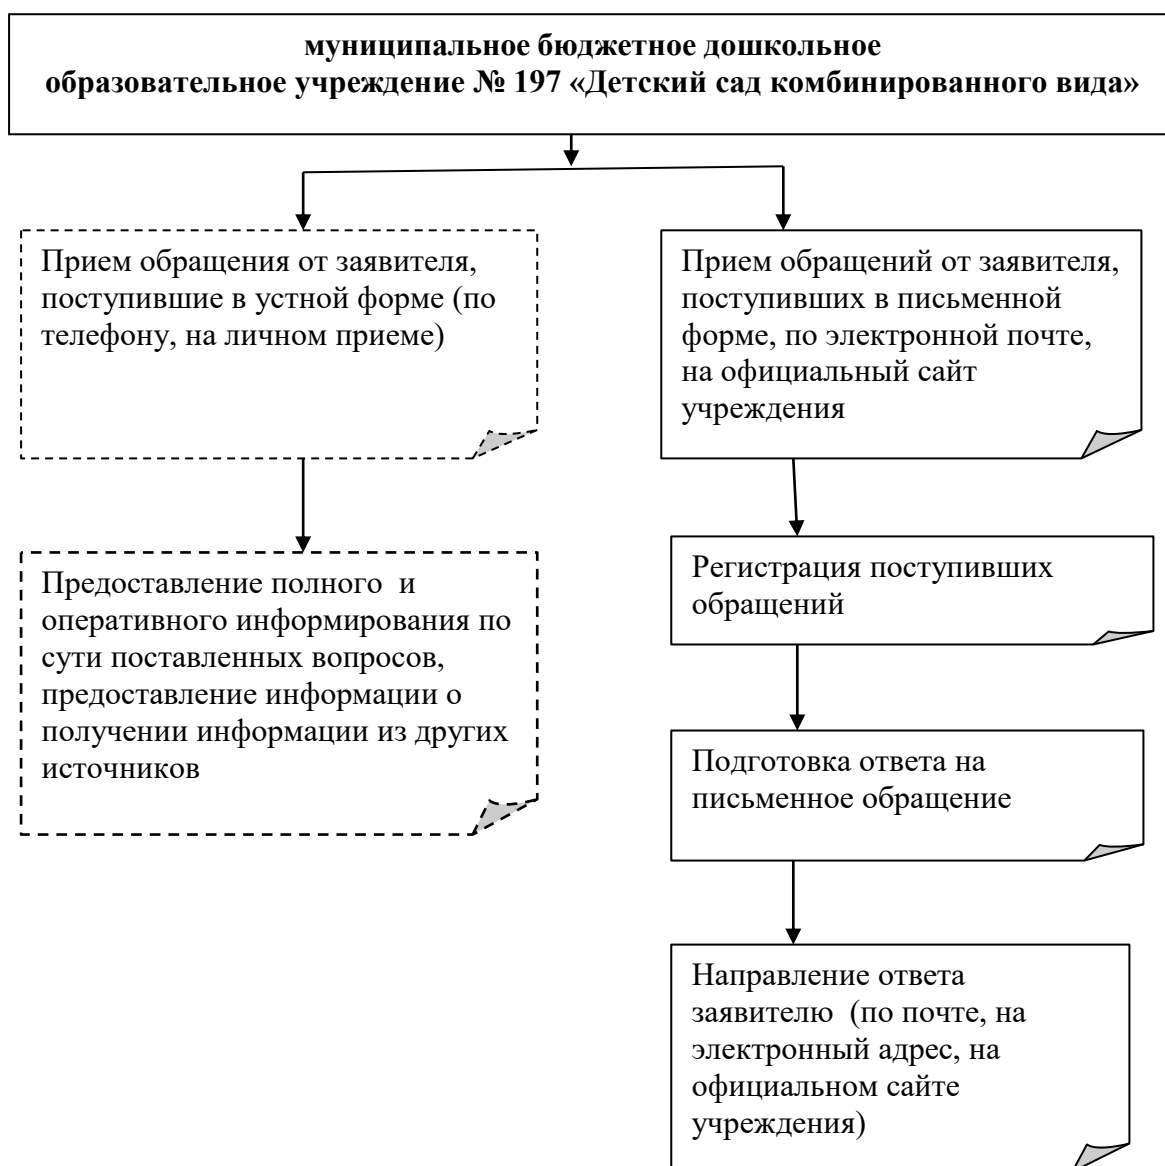 муниципальное бюджетное дошкольное
образовательное учреждение № 197 «Детский сад комбинированного вида»
Прием обращения от заявителя,
поступившие в устной форме (по
телефону, на личном приеме)
Прием обращений от заявителя,
поступивших в письменной
форме, по электронной почте,
на официальный сайт
учреждения
Предоставление полного  и
оперативного информирования по
сути поставленных вопросов,
предоставление информации о
получении информации из других
источников
Регистрация поступивших
обращений
Подготовка ответа на
письменное обращение
Направление ответа
заявителю  (по почте, на
электронный адрес, на
официальном сайте
учреждения)